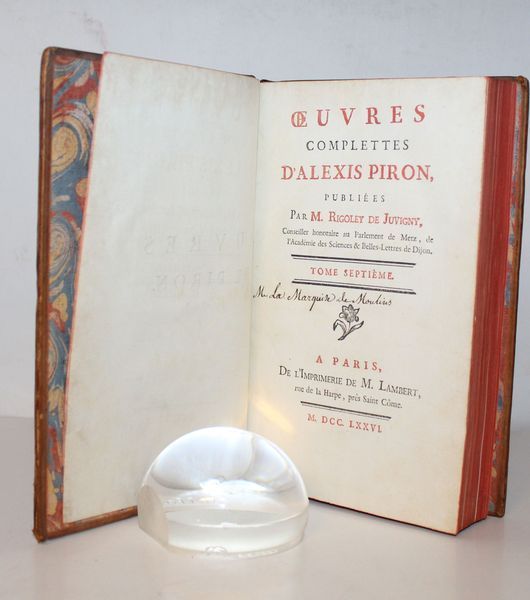 ŒUVRES
COMPLETTES
D'ALEXIS PIRON,
PUBLIÉES
PAR M. RIGOLEY DE JUVIGNY,
Conseiller honoraire au Parlement de Metz, de
l'Académie des Sciences & Belles-Lettres de Dijon.
TOME SEPTIÈME.
La Marquise de Moutiers
A PARIS,
DE L'IMPRIMERIE DE M. LAMBERT,
rue de la Harpe, près Saint Côme.
M. DCC. LXXVI.